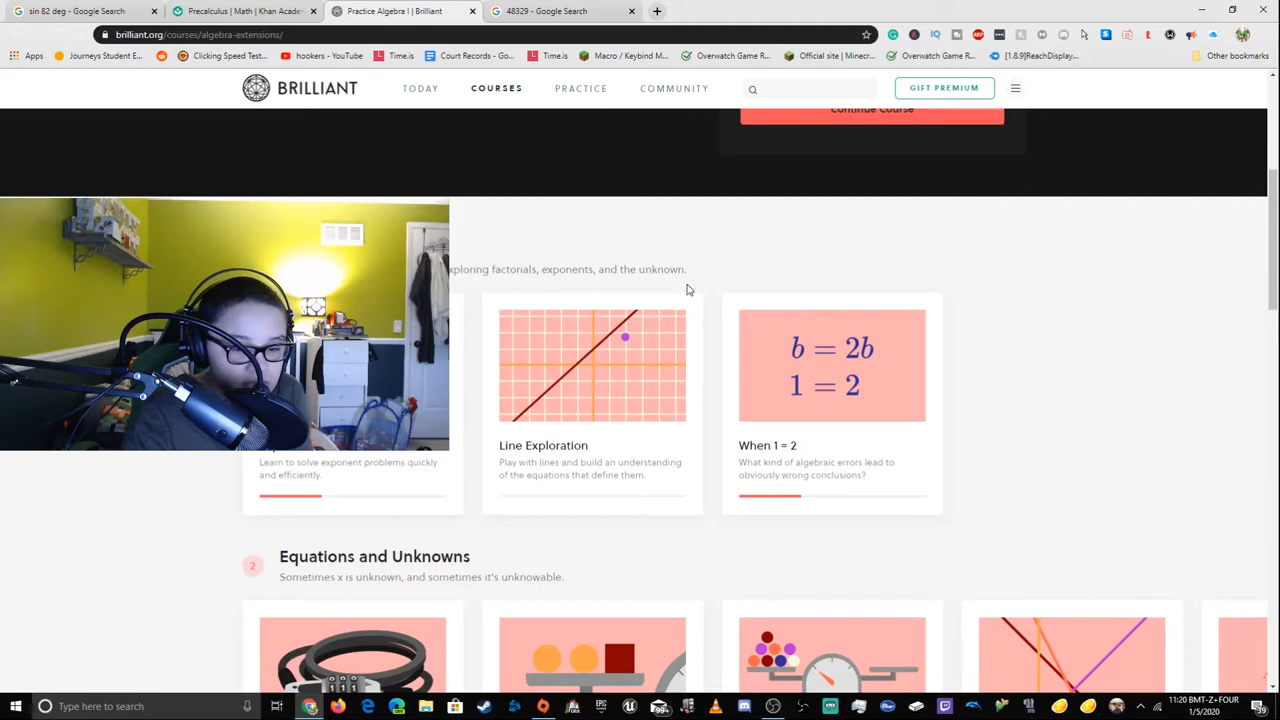 sin 82 deg - Google Search
Precalculus | Math | Khan Acade
Practice Algebra I | Brilliant
48329 - Google Search
brilliant.org/courses/algebra-extensions/
Apps
Journeys Student E...
Clicking Speed Test...
hookers - YouTube
Time.is
Court Records - Go...
Time.is
Macro / Keybind M...
Overwatch Game R...
Official site | Minecr...
Overwatch Game R...
[1.8.9]ReachDisplay...
Other bookmarks
BRILLIANT
TODAY
COURSES
PRACTICE
COMMUNITY
GIFT PREMIUM
Continue Course
xploring factorials, exponents, and the unknown.
b = 2b
1 = 2
Line Exploration
Play with lines and build an understanding
of the equations that define them.
When 1 = 2
What kind of algebraic errors lead to
obviously wrong conclusions?
Learn to solve exponent problems quickly
and efficiently.
2
Equations and Unknowns
Sometimes x is unknown, and sometimes it's unknowable.
111
Type here to search
99+
11:20 BMT-Z+FOUR
1/5/2020
39